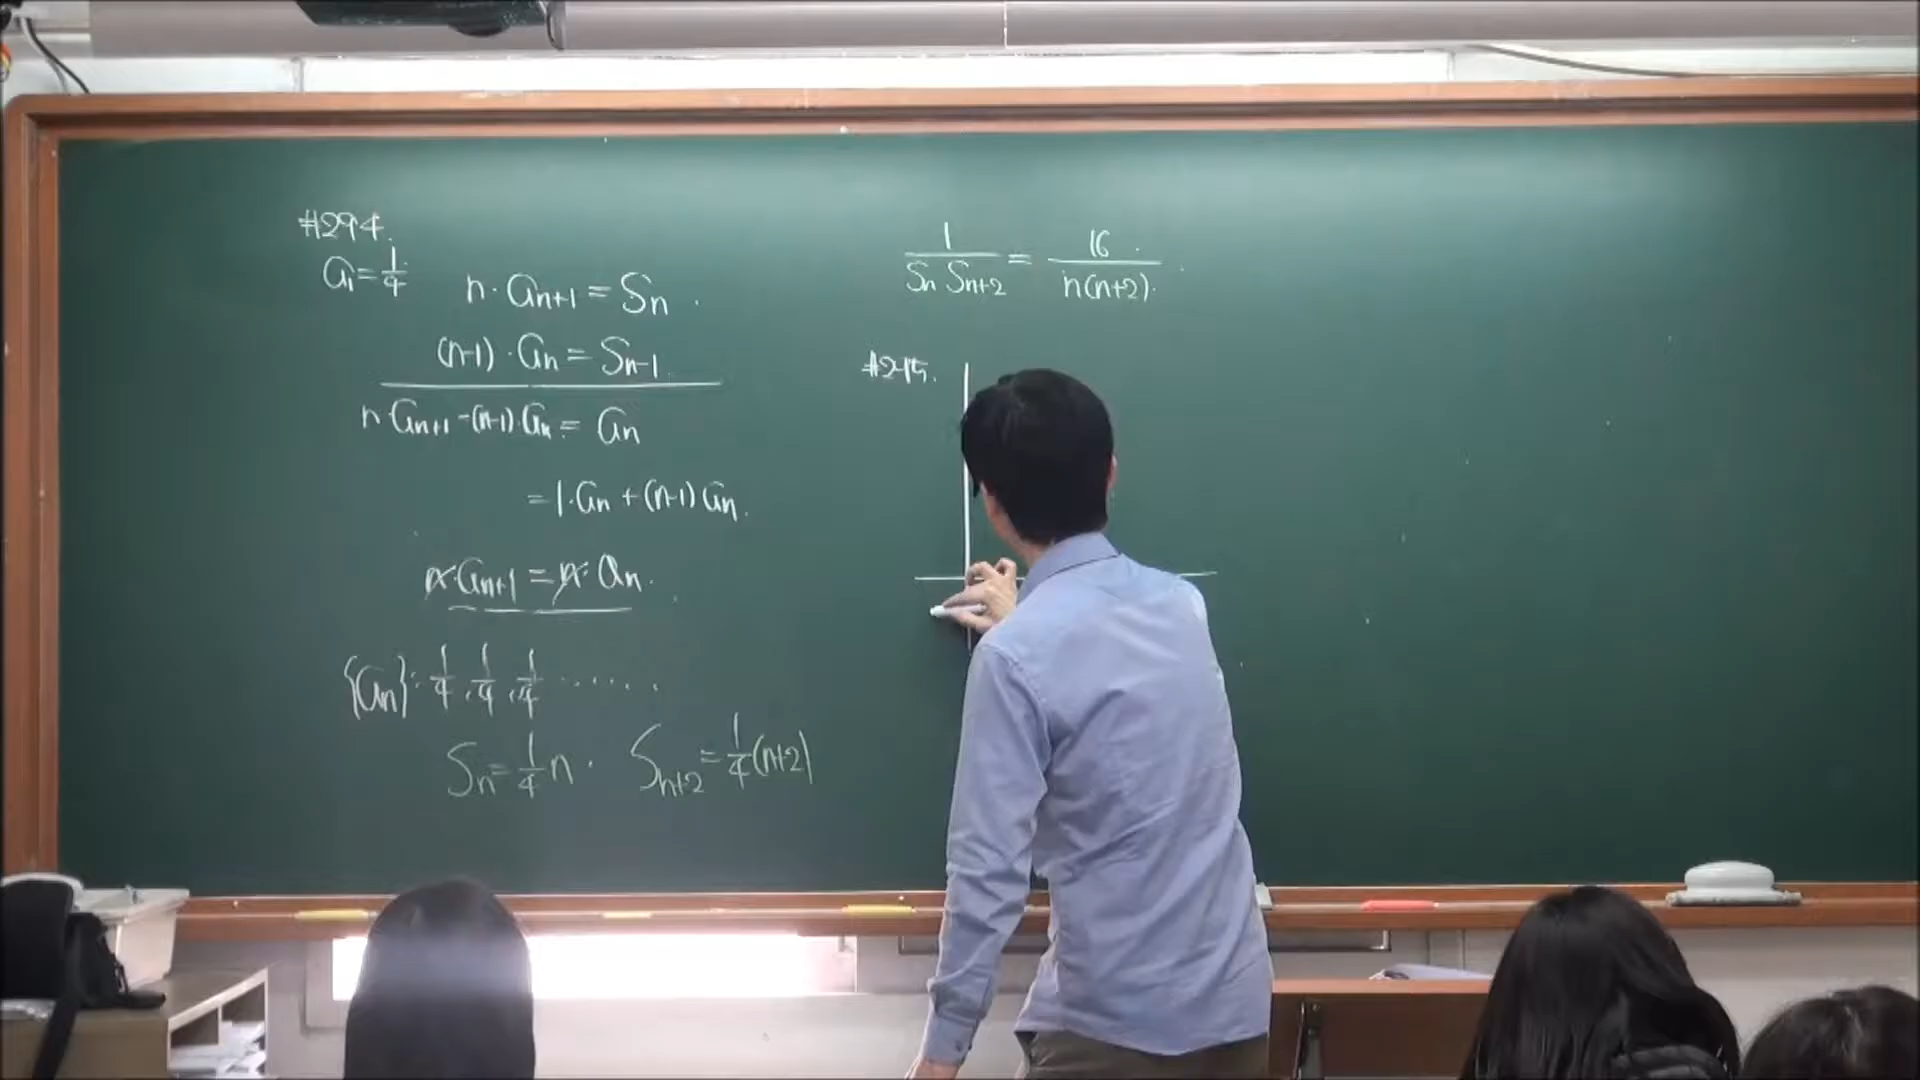 #294.
a₁ = 1/4
n·aₙ₊₁ = Sₙ.
(n-1)·aₙ = Sₙ₋₁.
n·aₙ₊₁ -(n-1)·aₙ = aₙ
= 1·aₙ + (n-1)aₙ.
n·aₙ₊₁ = n·aₙ.
{aₙ}: 1/4, 1/4, 1/4 ······
Sₙ = 1/4 n. Sₙ₊₂ = 1/4 (n+2)
1/(Sₙ Sₙ₊₂) = 16/(n(n+2)).